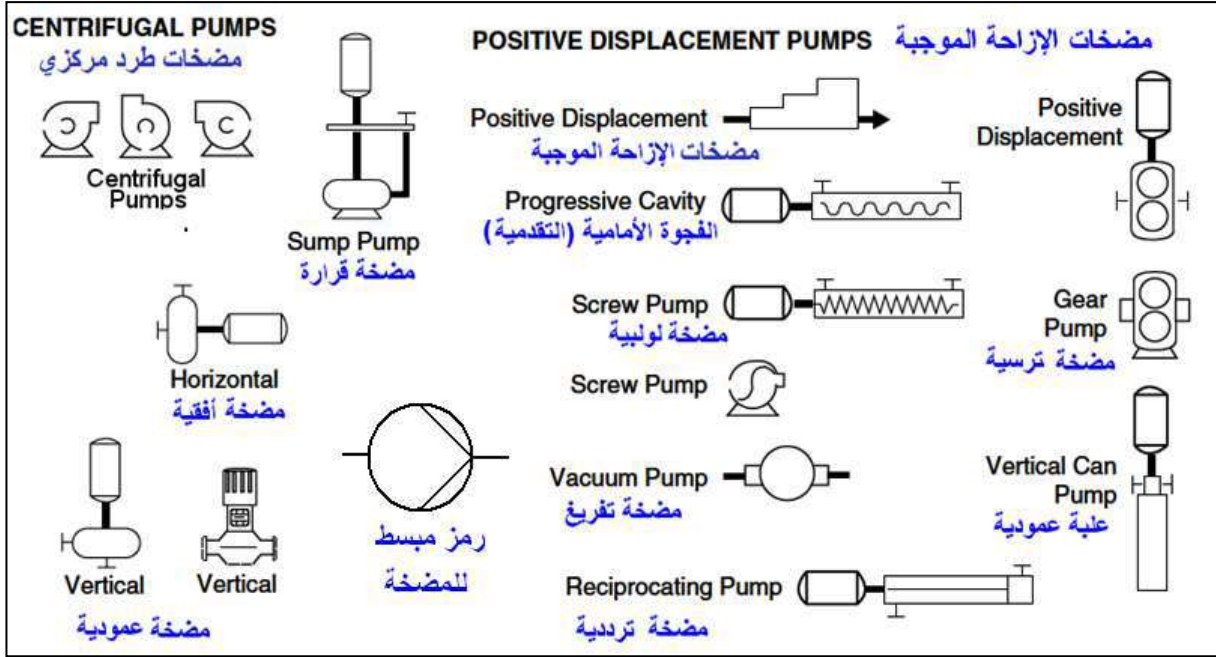 CENTRIFUGAL PUMPS
مضخات طرد مركزي
Centrifugal
Pumps
Sump Pump
مضخة قرارة
Horizontal
مضخة أفقية
Vertical
Vertical
مضخة عمودية
رمز مبسط
للمضخة
POSITIVE DISPLACEMENT PUMPS مضخات الإزاحة الموجبة
Positive Displacement
مضخات الإزاحة الموجبة
Progressive Cavity
الفجوة الأمامية (التقدمية)
Screw Pump
مضخة لولبية
Screw Pump
Vacuum Pump
مضخة تفريغ
Reciprocating Pump
مضخة ترددية
Positive
Displacement
Gear
Pump
مضخة ترسية
Vertical Can
Pump
علبة عمودية